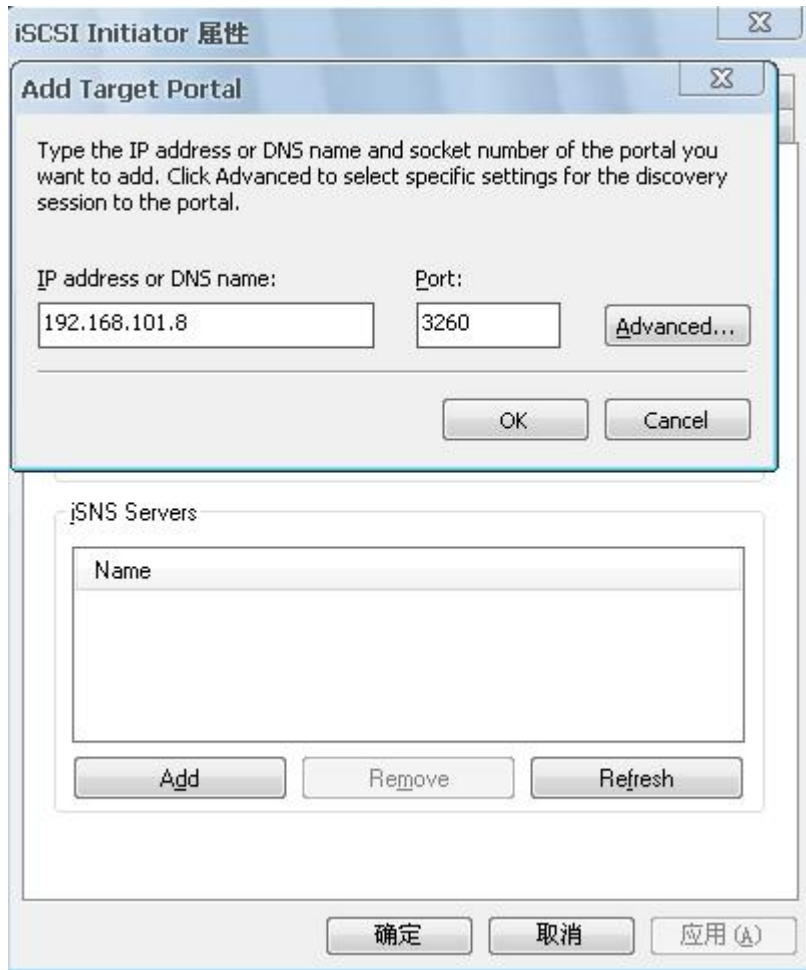 iSCSI Initiator 属性
Add Target Portal
Type the IP address or DNS name and socket number of the portal you
want to add. Click Advanced to select specific settings for the discovery
session to the portal.
IP address or DNS name:
Port:
192.168.101.8
3260
Advanced...
OK
Cancel
iSNS Servers
Name
Add
Remove
Refresh
确定
取消
应用(A)